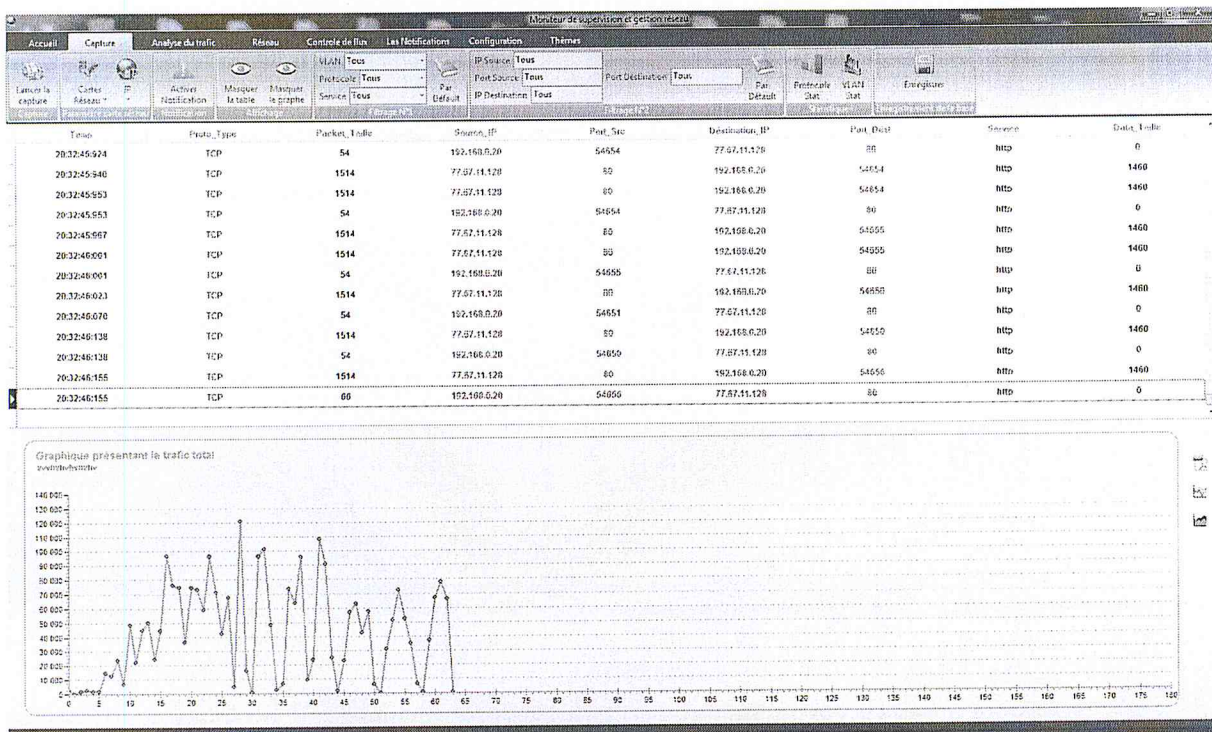 Moniteur de supervision et gestion réseau
Accueil Capture Analyse du trafic Réseau Controle de flux Les Notifications Configuration Thèmes
VLAN Tous IP Source Tous
Lancer la capture Cartes Réseau IP Activer Notification Masquer la table Masquer le graphe Protocole Tous Par Défault Port Source Tous Port Destination Tous Par Défault Protocole Stat VLAN Stat Enregistrer
Service Tous IP Destination Tous
Capture Notification Affichage
Temp Proto_Type Packet_Taille Source_IP Port_Src Déstination_IP Port_Dest Service Data_Taille
20:32:45:924 TCP 54 192.168.0.20 54654 77.67.11.128 80 http 0
20:32:45:940 TCP 1514 77.67.11.128 80 192.168.0.20 54654 http 1460
20:32:45:953 TCP 1514 77.67.11.128 80 192.168.0.20 54654 http 1460
20:32:45:953 TCP 54 192.168.0.20 54654 77.67.11.128 80 http 0
20:32:45:967 TCP 1514 77.67.11.128 80 192.168.0.20 54655 http 1460
20:32:46:001 TCP 1514 77.67.11.128 80 192.168.0.20 54655 http 1460
20:32:46:001 TCP 54 192.168.0.20 54655 77.67.11.128 80 http 0
20:32:46:023 TCP 1514 77.67.11.128 80 192.168.0.20 http 1460
20:32:46:070 TCP 54 192.168.0.20 54651 77.67.11.128 80 http 0
20:32:46:138 TCP 1514 77.67.11.128 80 192.168.0.20 54650 http 1460
20:32:46:138 TCP 54 192.168.0.20 54650 77.67.11.128 80 http 0
20:32:46:155 TCP 1514 77.67.11.128 80 192.168.0.20 54656 http 1460
20:32:46:155 TCP 66 192.168.0.20 54656 77.67.11.128 80 http 0
Graphique présentant le trafic total
140 000
130 000
120 000
110 000
100 000
90 000
80 000
70 000
60 000
50 000
40 000
30 000
20 000
10 000
0
0 5 10 15 20 25 30 35 40 45 50 55 60 65 70 75 80 85 90 95 100 105 110 115 120 125 130 135 140 145 150 155 160 165 170 175 180